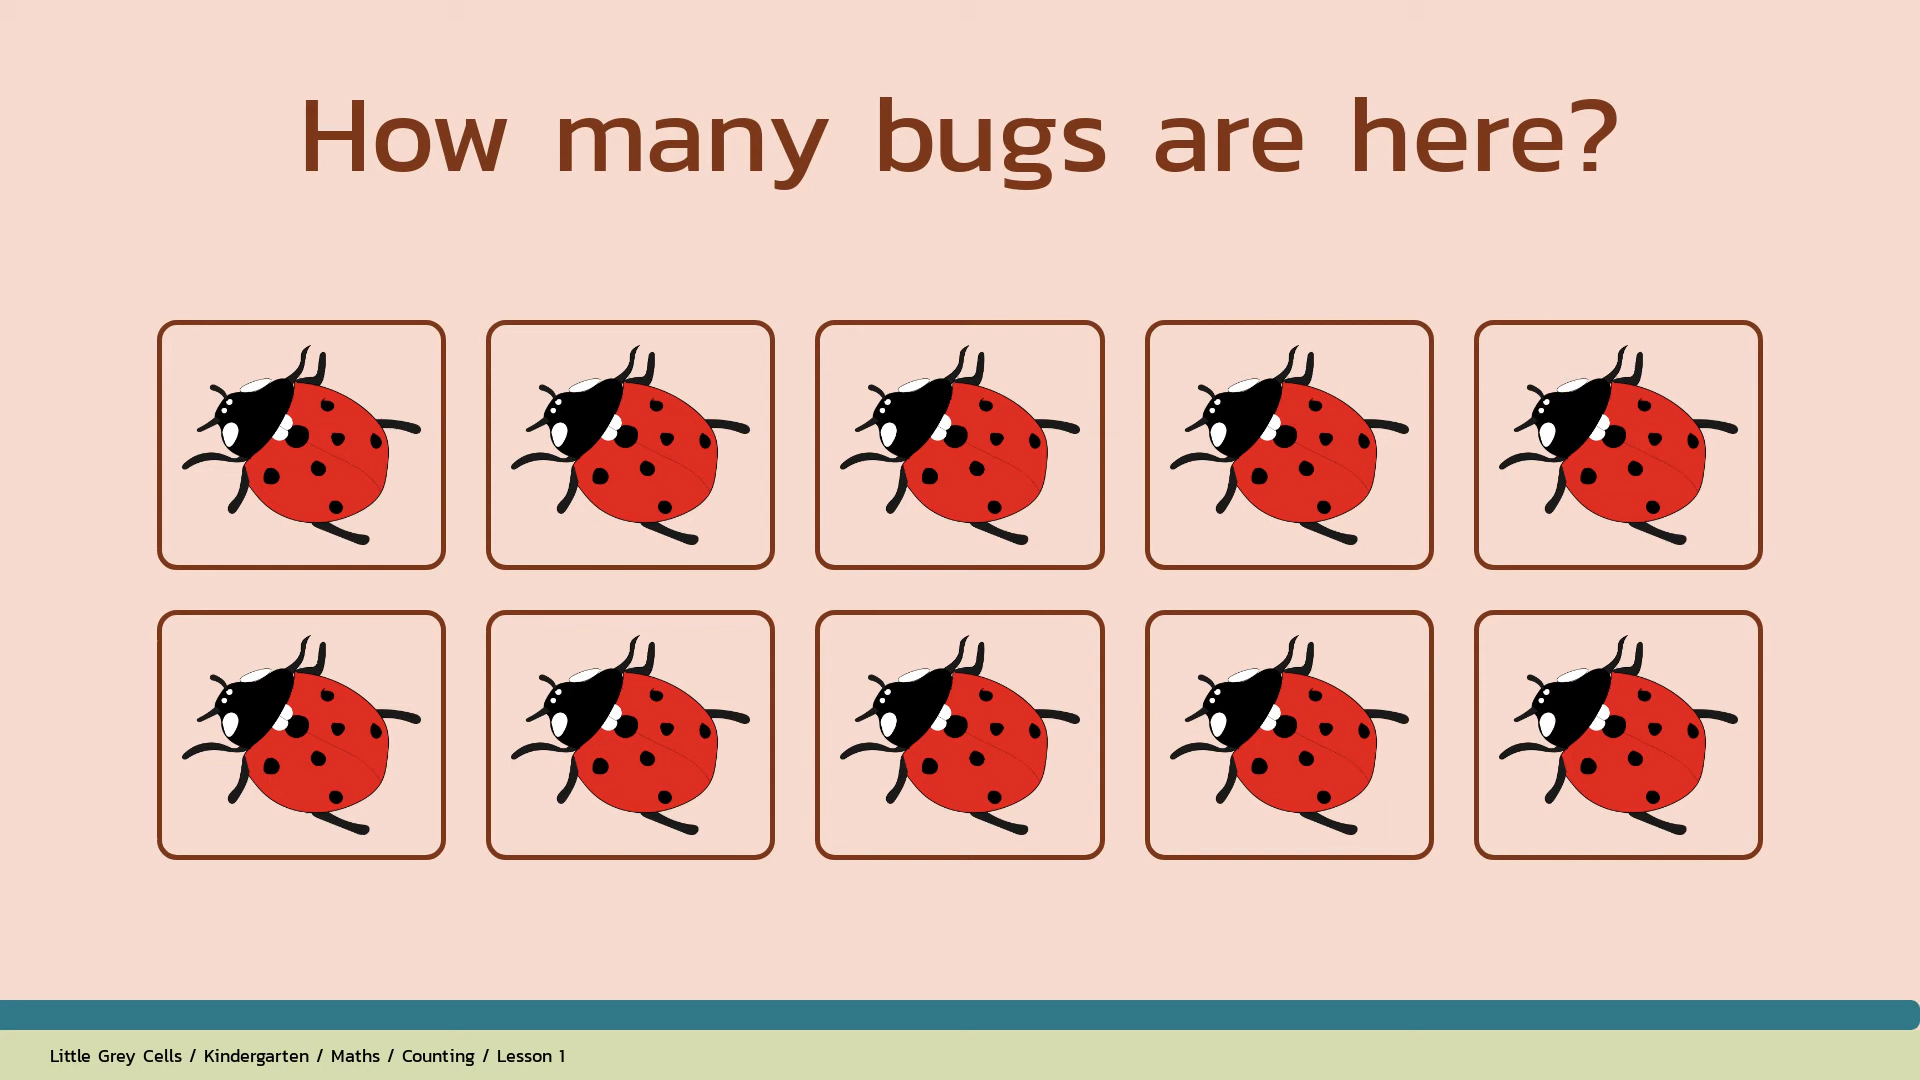 How many bugs are here?
Little Grey Cells / Kindergarten / Maths / Counting / Lesson 1